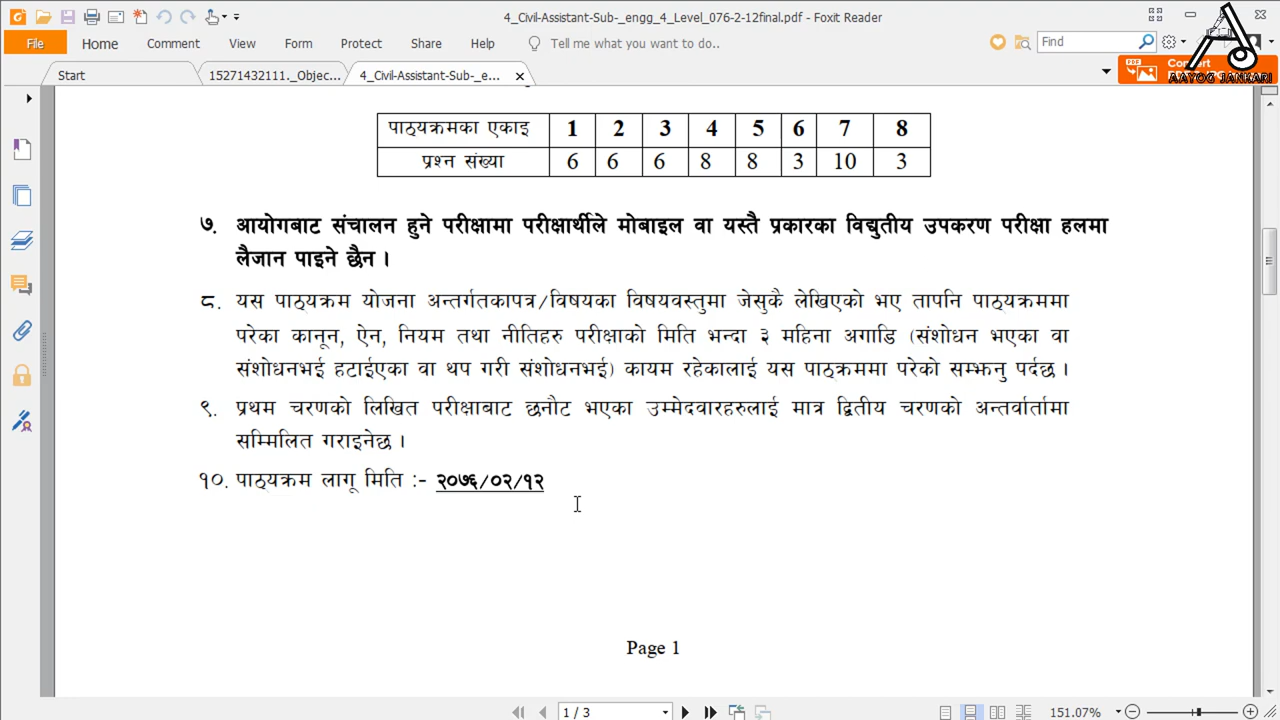 4_Civil-Assistant-Sub-_engg_4_Level_076-2-12final.pdf - Foxit Reader
File Home Comment View Form Protect Share Help Tell me what you want to do.. Find
Start 15271432111._Objec... 4_Civil-Assistant-Sub-_e... Convert
AAYOG JANKARI
पाठ्यक्रमका एकाइ 1 2 3 4 5 6 7 8
प्रश्न संख्या 6 6 6 8 8 3 10 3
७. आयोगबाट संचालन हुने परीक्षामा परीक्षार्थीले मोबाइल वा यस्तै प्रकारका विद्युतीय उपकरण परीक्षा हलमा
लैजान पाइने छैन ।
८. यस पाठ्यक्रम योजना अन्तर्गतकापत्र/विषयका विषयवस्तुमा जेसुकै लेखिएको भए तापनि पाठ्यक्रममा
परेका कानून, ऐन, नियम तथा नीतिहरु परीक्षाको मिति भन्दा ३ महिना अगाडि (संशोधन भएका वा
संशोधनभई हटाईएका वा थप गरी संशोधनभई) कायम रहेकालाई यस पाठ्क्रममा परेको सम्झनु पर्दछ ।
९. प्रथम चरणको लिखित परीक्षाबाट छनौट भएका उम्मेदवारहरुलाई मात्र द्वितीय चरणको अन्तर्वार्तामा
सम्मिलित गराइनेछ ।
१०. पाठ्यक्रम लागू मिति :- २०७६/०२/१२
Page 1
1 / 3 151.07%